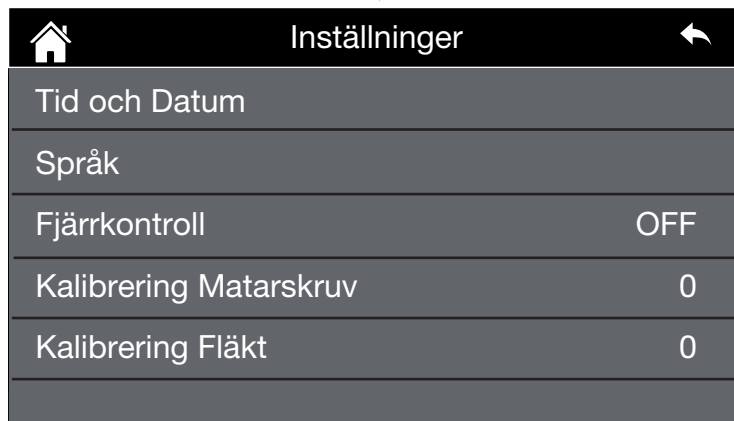 Inställninger
Tid och Datum
Språk
Fjärrkontroll OFF
Kalibrering Matarskruv 0
Kalibrering Fläkt 0